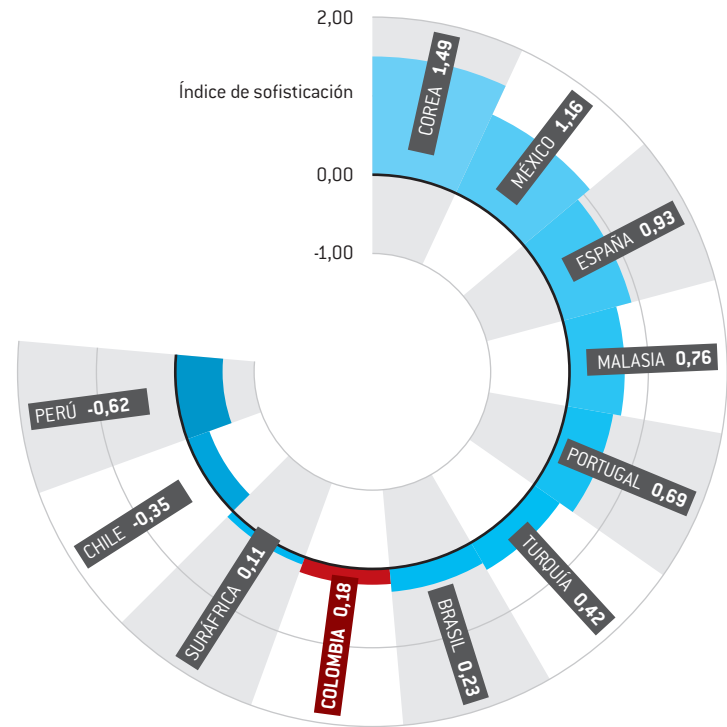 2,00
Índice de sofisticación
0,00
-1,00
COREA 1,49
MÉXICO 1,16
ESPAÑA 0,93
MALASIA 0,76
PORTUGAL 0,69
TURQUÍA 0,42
BRASIL 0,23
COLOMBIA 0,18
SURÁFRICA 0,11
CHILE -0,35
PERÚ -0,62